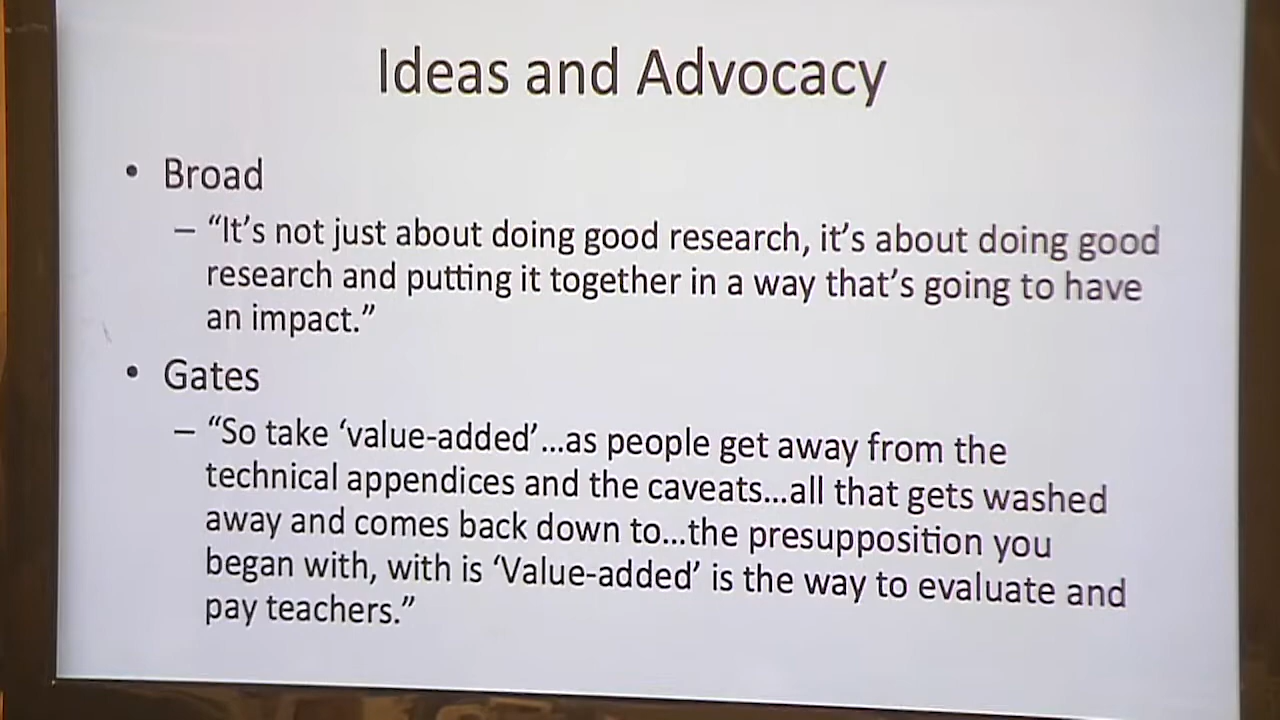 Ideas and Advocacy
• Broad
– “It’s not just about doing good research, it’s about doing good
research and putting it together in a way that’s going to have
an impact.”
• Gates
– “So take ‘value-added’...as people get away from the
technical appendices and the caveats...all that gets washed
away and comes back down to...the presupposition you
began with, with is ‘Value-added’ is the way to evaluate and
pay teachers.”